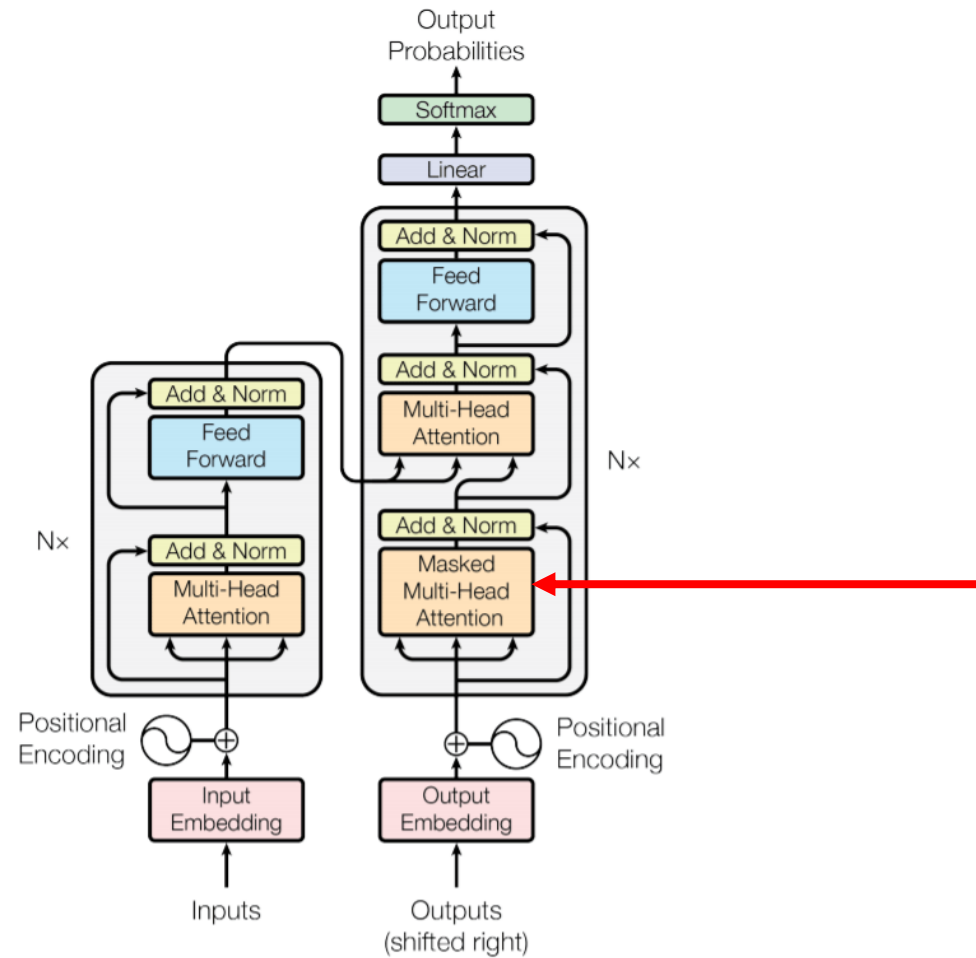 Output
Probabilities
Softmax
Linear
Add & Norm
Feed
Forward
Add & Norm
Multi-Head
Attention
Nx
Add & Norm
Masked
Multi-Head
Attention
Add & Norm
Feed
Forward
Nx
Add & Norm
Multi-Head
Attention
Positional
Encoding
Positional
Encoding
Input
Embedding
Output
Embedding
Inputs
Outputs
(shifted right)